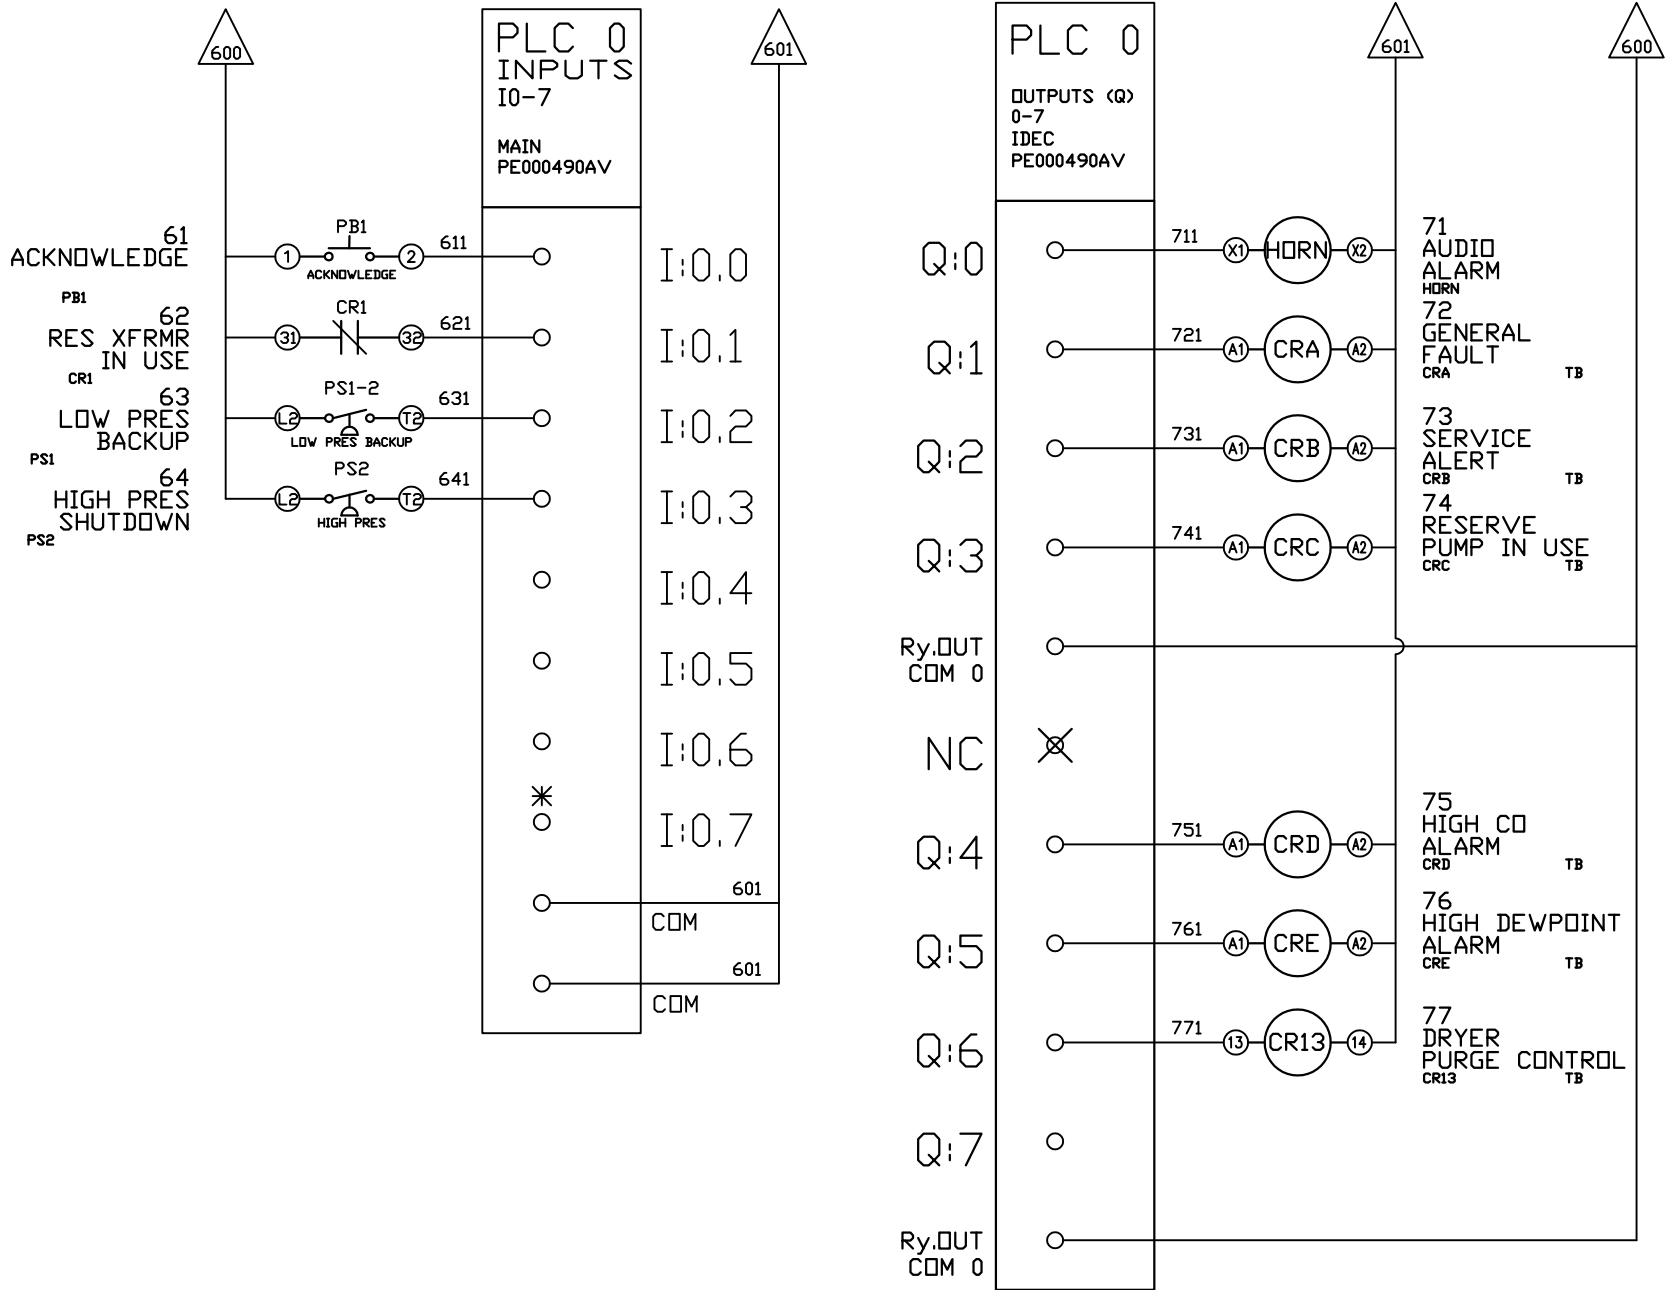 600
PLC 0
INPUTS
I0-7
MAIN
PE000490AV
601
61
ACKNOWLEDGE
PB1
PB1
1
2
611
ACKNOWLEDGE
I:0.0
62
RES XFRMR
IN USE
CR1
CR1
31
32
621
I:0.1
63
LOW PRES
BACKUP
PS1
PS1-2
L2
T2
631
LOW PRES BACKUP
I:0.2
64
HIGH PRES
SHUTDOWN
PS2
PS2
L2
T2
641
HIGH PRES
I:0.3
I:0.4
I:0.5
I:0.6
I:0.7
601
COM
601
COM
PLC 0
OUTPUTS (Q)
0-7
IDEC
PE000490AV
601
600
Q:0
711
X1
HORN
X2
71
AUDIO
ALARM
HORN
Q:1
721
A1
CRA
A2
72
GENERAL
FAULT
CRA TB
Q:2
731
A1
CRB
A2
73
SERVICE
ALERT
CRB TB
Q:3
741
A1
CRC
A2
74
RESERVE
PUMP IN USE
CRC TB
Ry.OUT
COM 0
NC
Q:4
751
A1
CRD
A2
75
HIGH CO
ALARM
CRD TB
Q:5
761
A1
CRE
A2
76
HIGH DEWPOINT
ALARM
CRE TB
Q:6
771
13
CR13
14
77
DRYER
PURGE CONTROL
CR13 TB
Q:7
Ry.OUT
COM 0